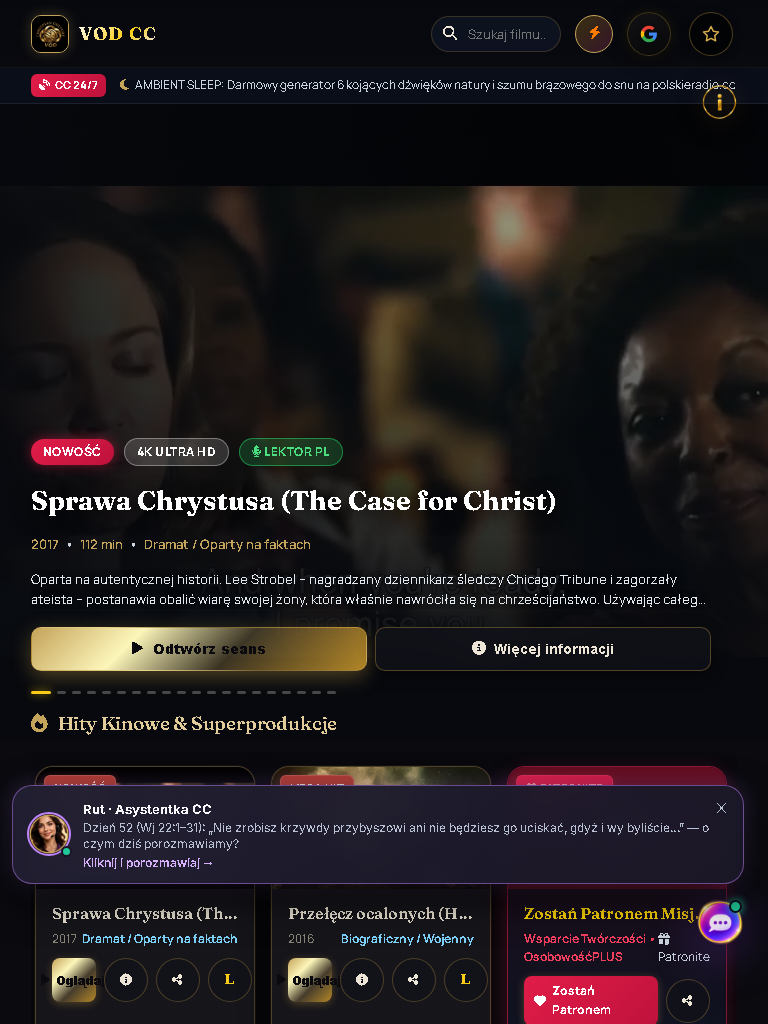 VOD CC
Szukaj filmu..
CC 24/7
AMBIENT SLEEP: Darmowy generator 6 kojących dźwięków natury i szumu brązowego do snu na polskieradio.cc
NOWOŚĆ
4K ULTRA HD
LEKTOR PL
Sprawa Chrystusa (The Case for Christ)
2017 • 112 min • Dramat / Oparty na faktach
Oparta na autentycznej historii. Lee Strobel – nagradzany dziennikarz śledczy Chicago Tribune i zagorzały
ateista – postanawia obalić wiarę swojej żony, która właśnie nawróciła się na chrześcijaństwo. Używając całeg...
I promise you
Odtwórz seans
Więcej informacji
Hity Kinowe & Superprodukcje
Rut · Asystentka CC
Dzień 52 (Wj 22:1–31): „Nie zrobisz krzywdy przybyszowi ani nie będziesz go uciskać, gdyż i wy byliście..." — o
czym dziś porozmawiamy?
Kliknij i porozmawiaj →
Sprawa Chrystusa (Th...
2017 Dramat / Oparty na faktach
Ogląda
L
Przełęcz ocalonych (H...
2016 Biograficzny / Wojenny
Ogląda
L
Zostań Patronem Misj...
Wsparcie Twórczości •
OsobowośćPLUS
Patronite
Zostań
Patronem